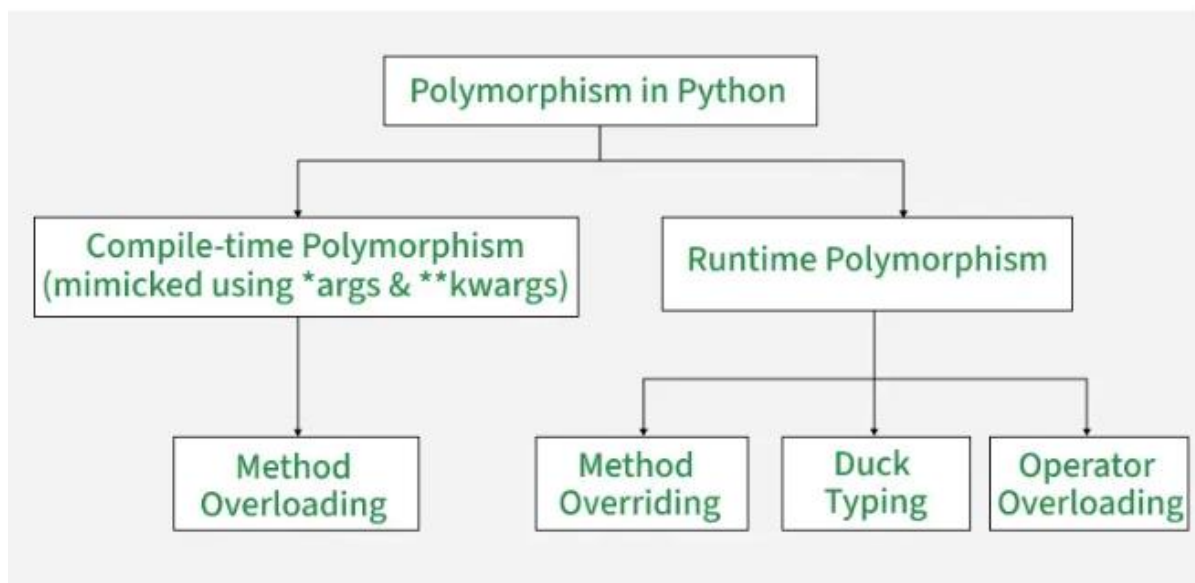 Polymorphism in Python
Compile-time Polymorphism
(mimicked using *args & **kwargs)
Runtime Polymorphism
Method
Overloading
Method
Overriding
Duck
Typing
Operator
Overloading